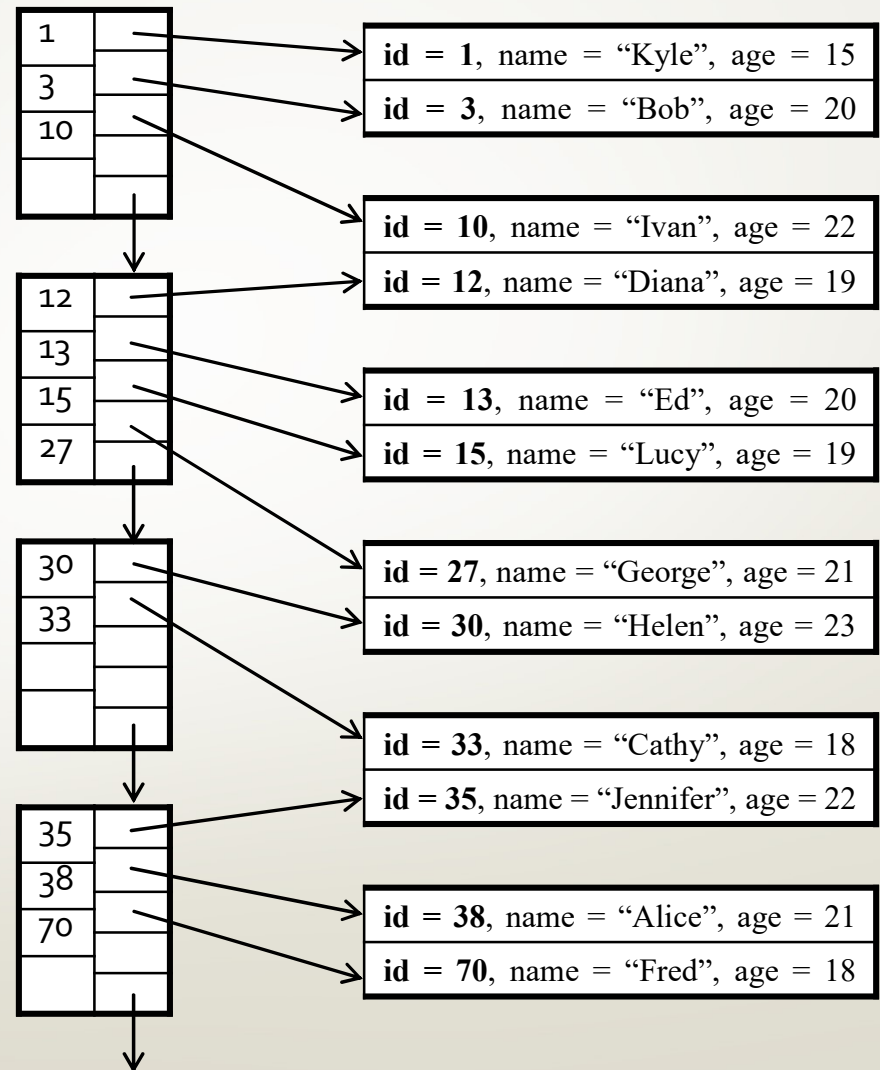 1
3
10
12
13
15
27
30
33
35
38
70
id = 1, name = “Kyle”, age = 15
id = 3, name = “Bob”, age = 20
id = 10, name = “Ivan”, age = 22
id = 12, name = “Diana”, age = 19
id = 13, name = “Ed”, age = 20
id = 15, name = “Lucy”, age = 19
id = 27, name = “George”, age = 21
id = 30, name = “Helen”, age = 23
id = 33, name = “Cathy”, age = 18
id = 35, name = “Jennifer”, age = 22
id = 38, name = “Alice”, age = 21
id = 70, name = “Fred”, age = 18